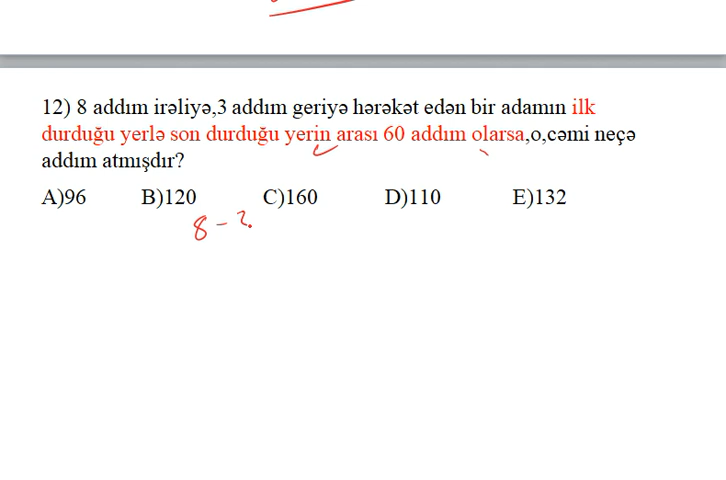 12) 8 addım irəliyə,3 addım geriyə hərəkət edən bir adamın ilk
durduğu yerlə son durduğu yerin arası 60 addım olarsa,o,cəmi neçə
addım atmışdır?
A)96 B)120 C)160 D)110 E)132
8 -